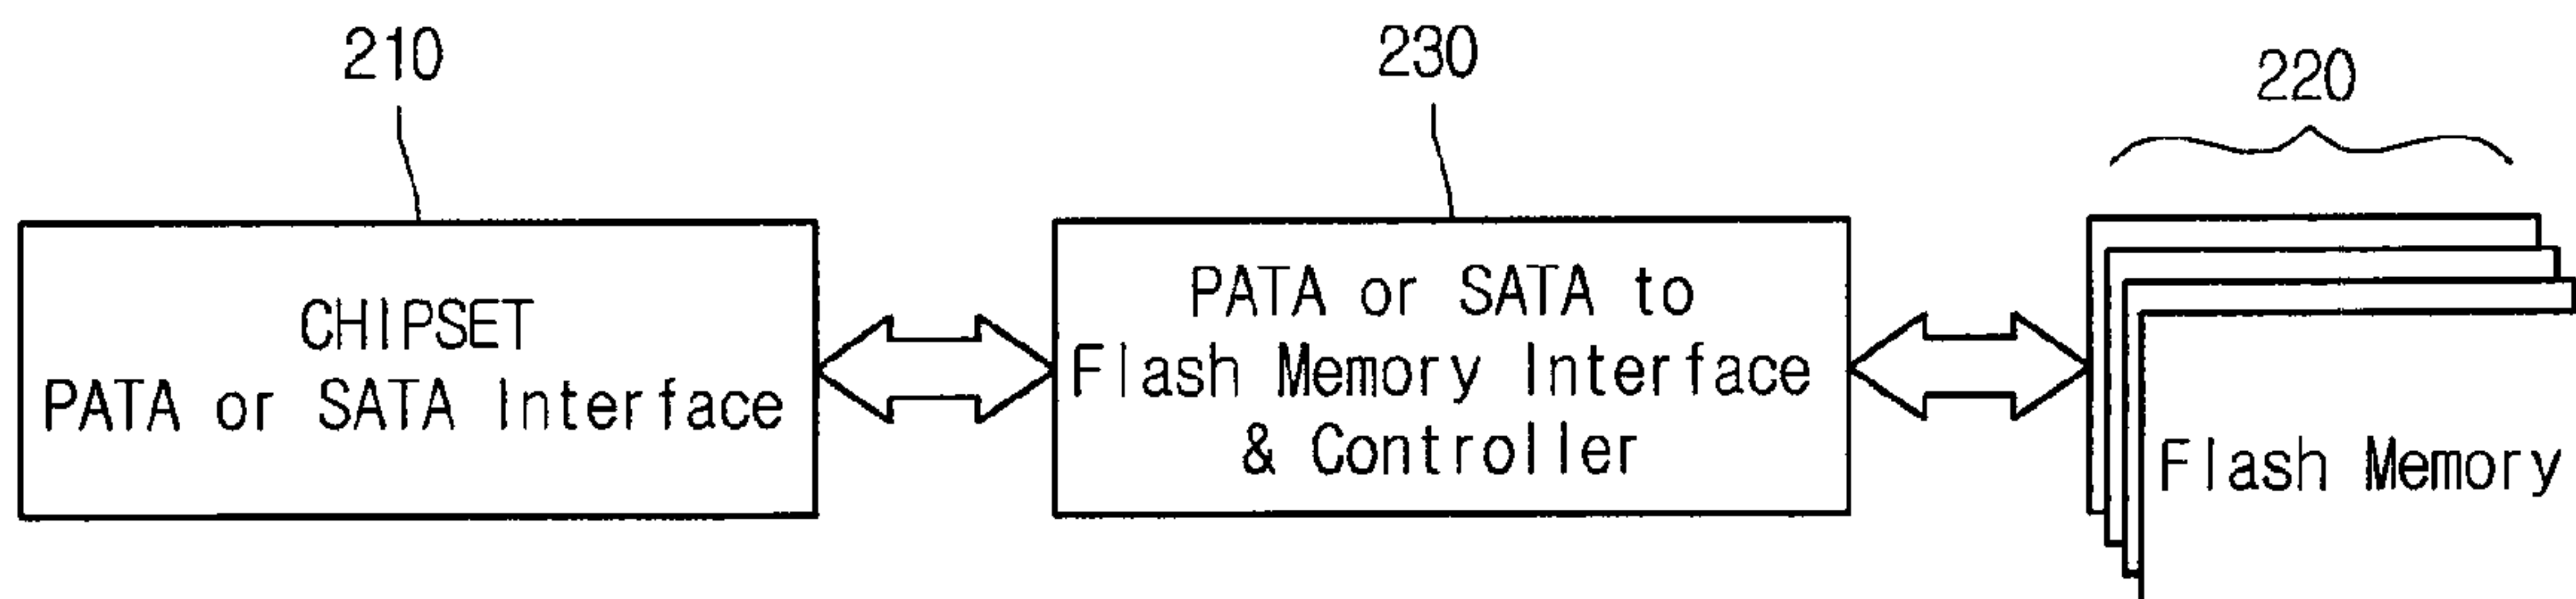 210
230
220
CHIPSET
PATA or SATA Interface
PATA or SATA to
Flash Memory Interface
& Controller
Flash Memory